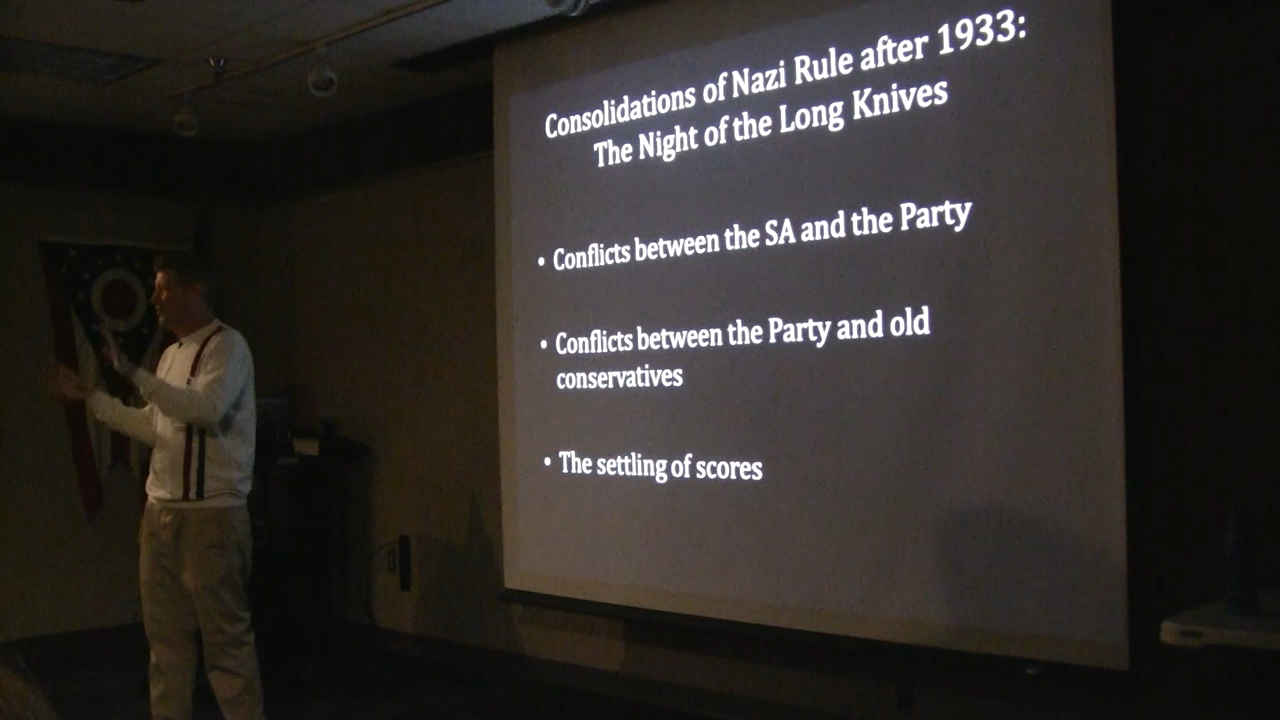 Consolidations of Nazi Rule after 1933:
The Night of the Long Knives
• Conflicts between the SA and the Party
• Conflicts between the Party and old
conservatives
• The settling of scores